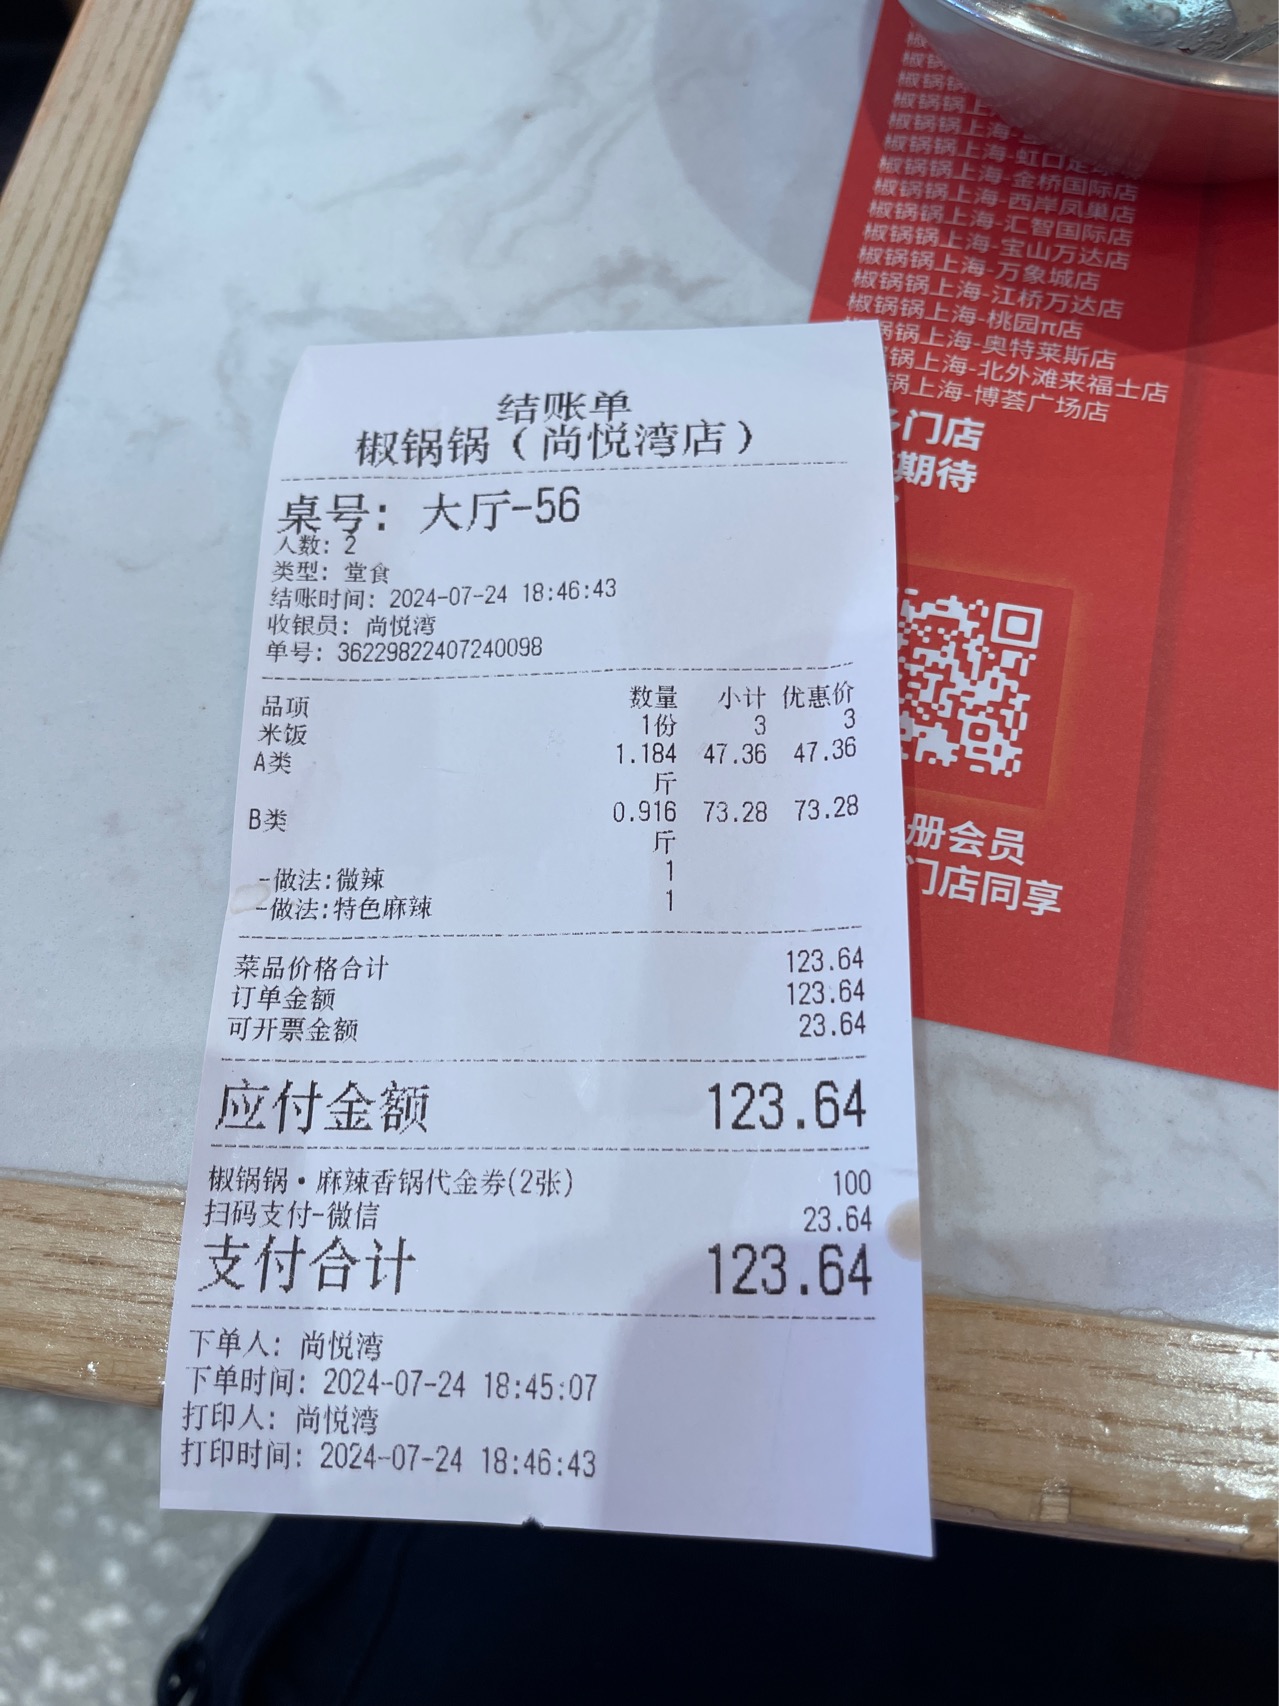 结账单
椒锅锅（尚悦湾店）
桌号：大厅-56
人数：2
类型：堂食
结账时间：2024-07-24 18:46:43
收银员：尚悦湾
单号：36229822407240098
品项 数量 小计 优惠价
米饭 1份 3 3
A类 1.184 47.36 47.36
斤
B类 0.916 73.28 73.28
斤
-做法:微辣 1
-做法:特色麻辣 1
菜品价格合计 123.64
订单金额 123.64
可开票金额 23.64
应付金额 123.64
椒锅锅·麻辣香锅代金券(2张) 100
扫码支付-微信 23.64
支付合计 123.64
下单人：尚悦湾
下单时间：2024-07-24 18:45:07
打印人：尚悦湾
打印时间：2024-07-24 18:46:43
椒锅
椒锅锅
椒锅锅上
椒锅锅上海-
椒锅锅上海-虹口足
椒锅锅上海-金桥国际店
椒锅锅上海-西岸凤巢店
椒锅锅上海-汇智国际店
椒锅锅上海-宝山万达店
椒锅锅上海-万象城店
椒锅锅上海-江桥万达店
椒锅锅上海-桃园π店
锅锅上海-奥特莱斯店
锅上海-北外滩来福士店
锅上海-博荟广场店
门店
期待
册会员
门店同享